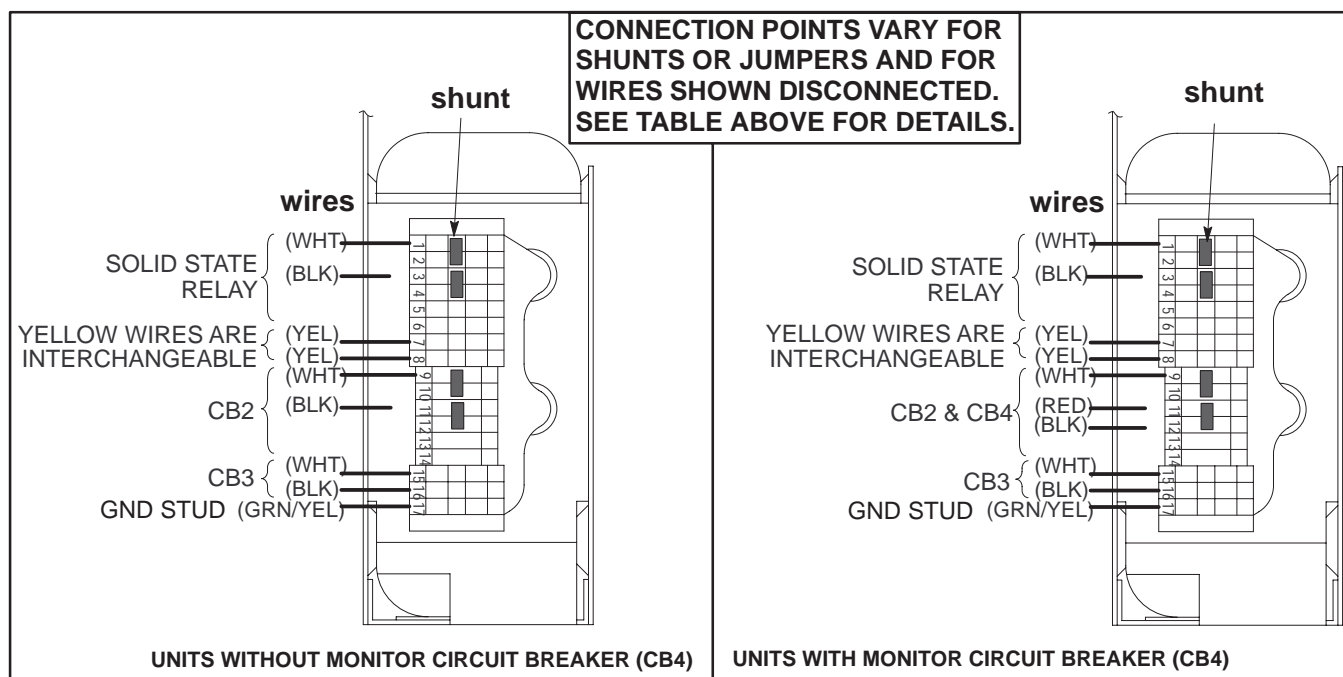 CONNECTION POINTS VARY FOR
SHUNTS OR JUMPERS AND FOR
WIRES SHOWN DISCONNECTED.
SEE TABLE ABOVE FOR DETAILS.
shunt
wires
(WHT)
SOLID STATE
RELAY
(BLK)
YELLOW WIRES ARE
INTERCHANGEABLE
(YEL)
(YEL)
(WHT)
CB2
(BLK)
CB3
(WHT)
(BLK)
GND STUD (GRN/YEL)
1
2
3
4
5
6
7
8
9
10
11
12
13
14
15
16
17
UNITS WITHOUT MONITOR CIRCUIT BREAKER (CB4)
shunt
wires
(WHT)
SOLID STATE
RELAY
(BLK)
YELLOW WIRES ARE
INTERCHANGEABLE
(YEL)
(YEL)
(WHT)
CB2 & CB4
(RED)
(BLK)
CB3
(WHT)
(BLK)
GND STUD (GRN/YEL)
1
2
3
4
5
6
7
8
9
10
11
12
13
14
15
16
17
UNITS WITH MONITOR CIRCUIT BREAKER (CB4)